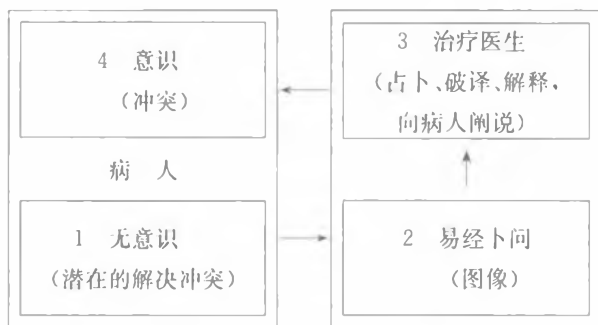 4 意识
(冲突)
病 人
1 无意识
(潜在的解决冲突)
3 治疗医生
(占卜、破译、解释,
向病人阐说)
2 易经卜问
(图像)